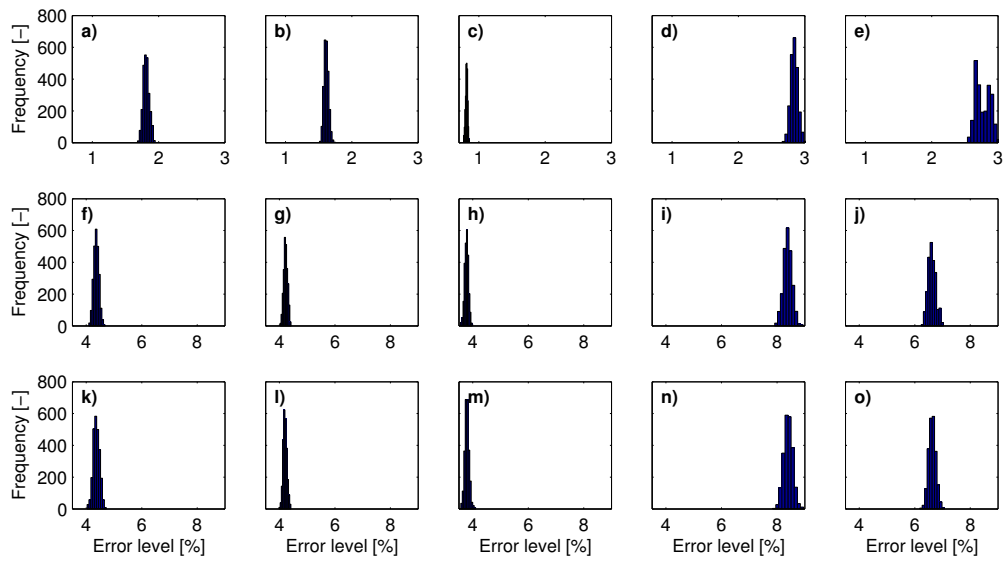 a) b) c) d) e)
Frequency [−]
800
600
400
200
0
1 2 3 1 2 3 1 2 3 1 2 3 1 2 3
f) g) h) i) j)
Frequency [−]
800
600
400
200
0
4 6 8 4 6 8 4 6 8 4 6 8 4 6 8
k) l) m) n) o)
Frequency [−]
800
600
400
200
0
4 6 8 4 6 8 4 6 8 4 6 8 4 6 8
Error level [%] Error level [%] Error level [%] Error level [%] Error level [%]